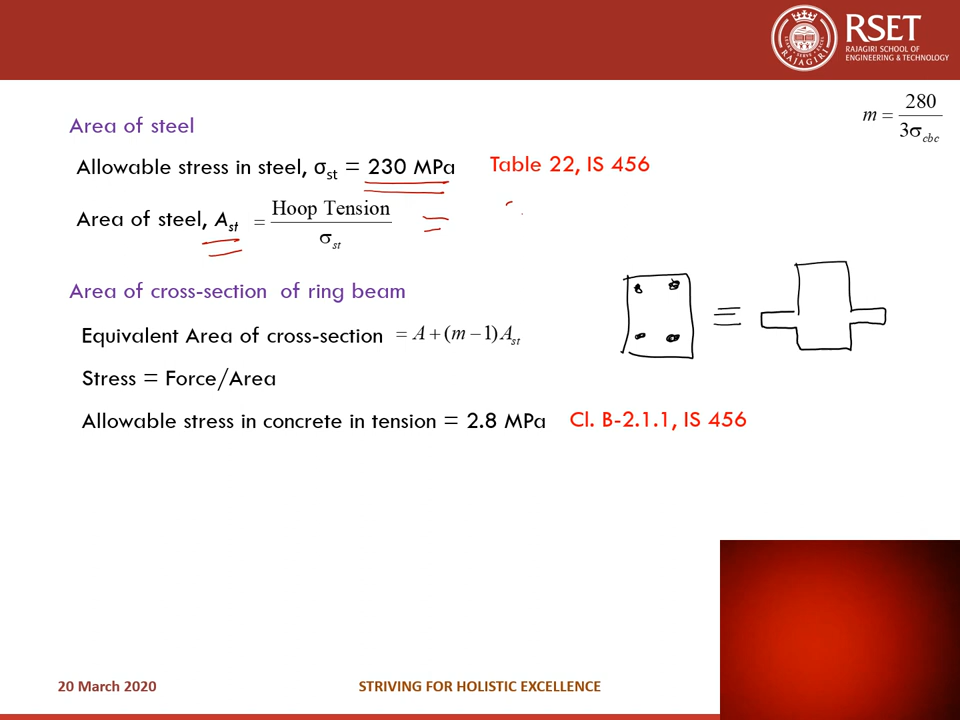 RSET
RAJAGIRI SCHOOL OF
ENGINEERING & TECHNOLOGY
RAJAGIRI
m = 280 / 3σcbc
Area of steel
Allowable stress in steel, σst = 230 MPa Table 22, IS 456
Area of steel, Ast = Hoop Tension / σst =
Area of cross-section of ring beam
Equivalent Area of cross-section = A + (m − 1) Ast
Stress = Force/Area
Allowable stress in concrete in tension = 2.8 MPa Cl. B-2.1.1, IS 456
20 March 2020 STRIVING FOR HOLISTIC EXCELLENCE